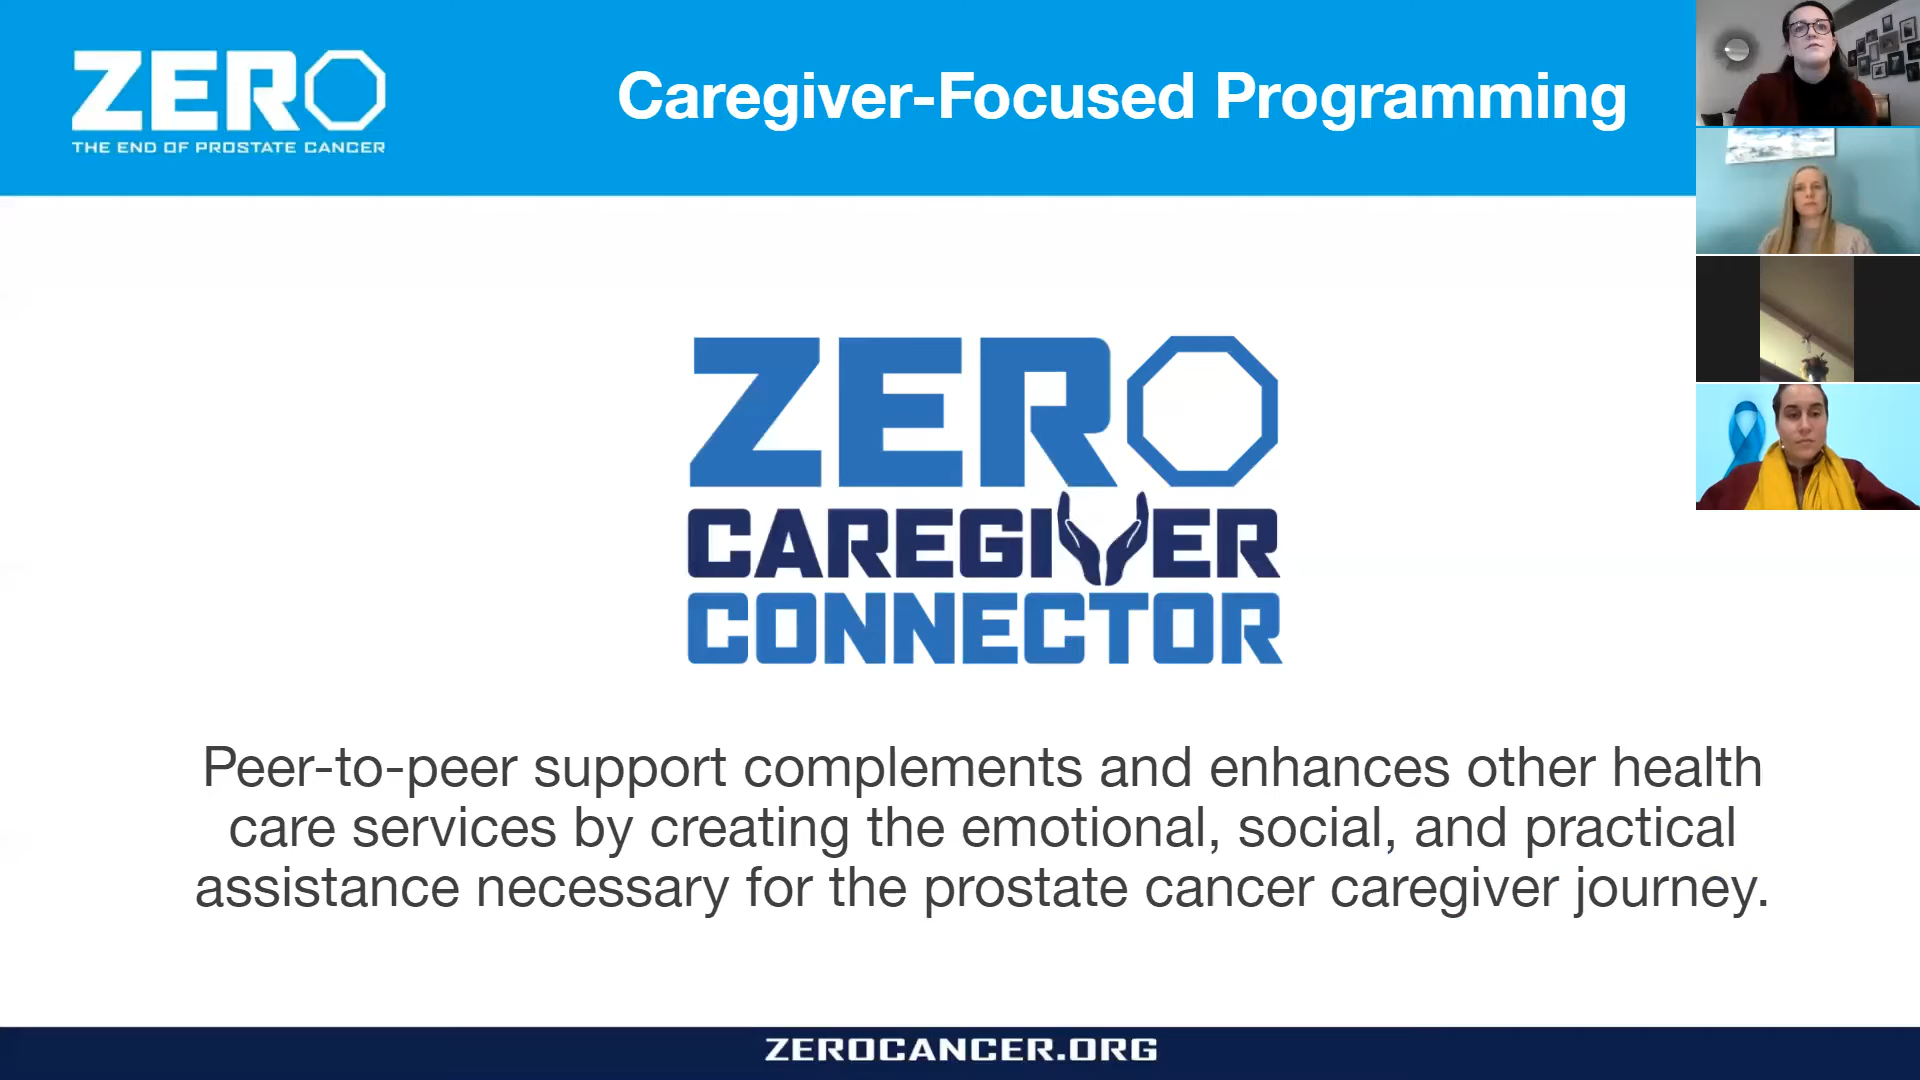 ZERO
THE END OF PROSTATE CANCER
Caregiver-Focused Programming
ZERO
CAREGIVER
CONNECTOR
Peer-to-peer support complements and enhances other health
care services by creating the emotional, social, and practical
assistance necessary for the prostate cancer caregiver journey.
ZEROCANCER.ORG